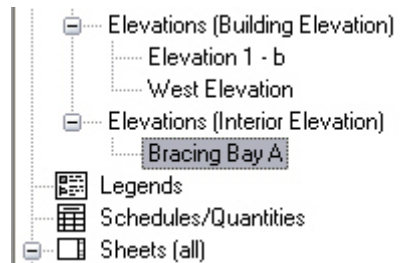 Elevations (Building Elevation)
Elevation 1 - b
West Elevation
Elevations (Interior Elevation)
Bracing Bay A
Legends
Schedules/Quantities
Sheets (all)